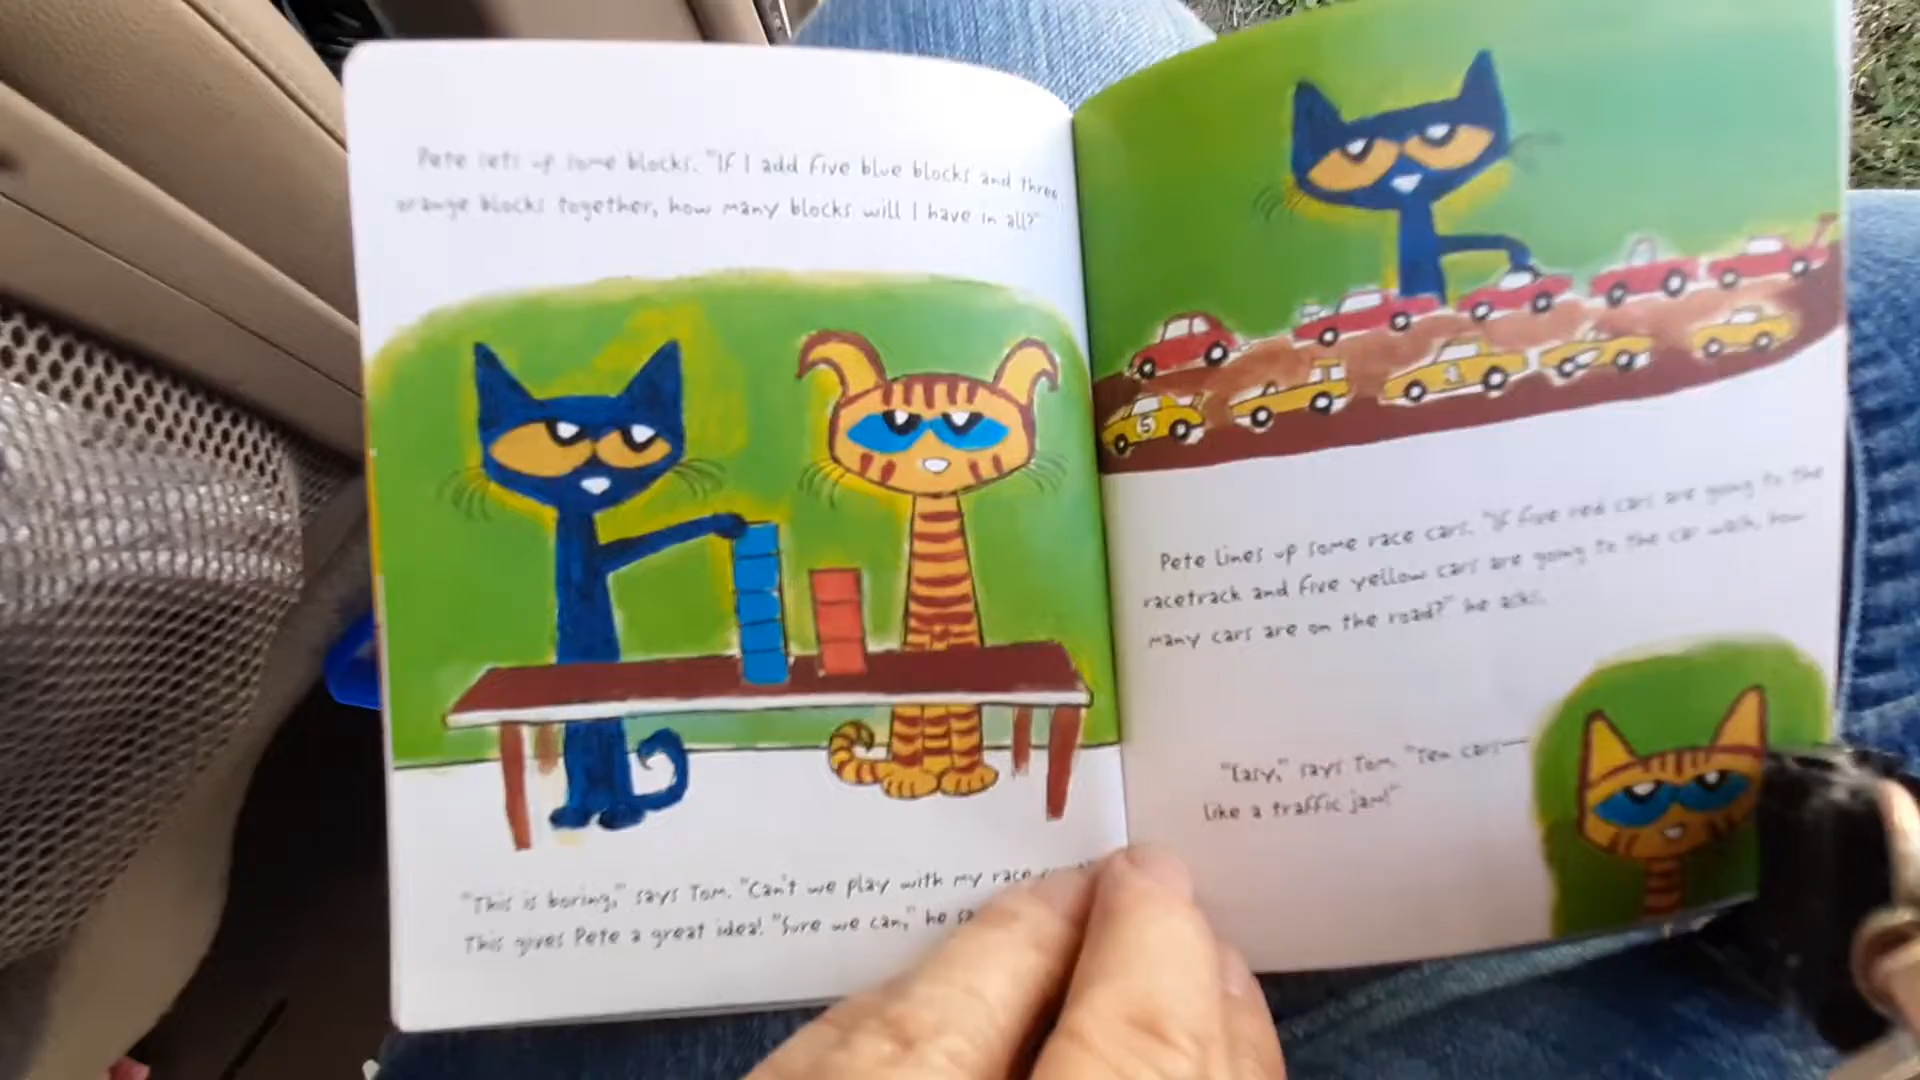 Pete sets up some blocks. "If I add five blue blocks and three
orange blocks together, how many blocks will I have in all?"
"This is boring," says Tom. "Can't we play with my race
This gives Pete a great idea! "Sure we can," he
5
3
Pete lines up some race cars. "If five red cars are going to the
racetrack and five yellow cars are going to the car wash, how
many cars are on the road?" he asks.
"Easy," says Tom. "Ten cars—
like a traffic jam!"